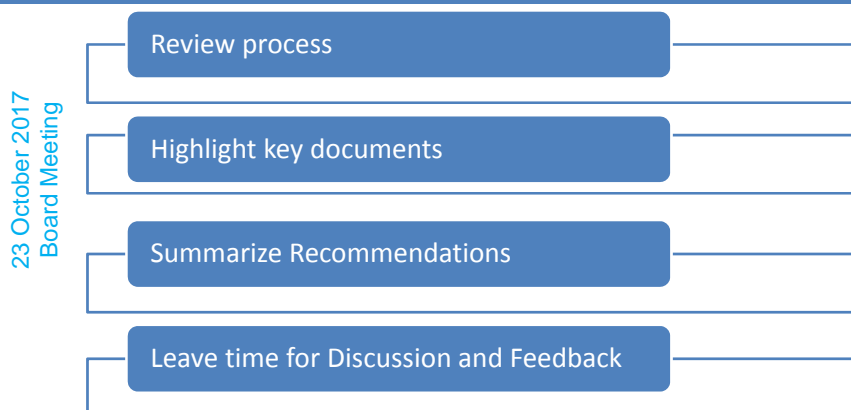 23 October 2017
Board Meeting
Review process
Highlight key documents
Summarize Recommendations
Leave time for Discussion and Feedback